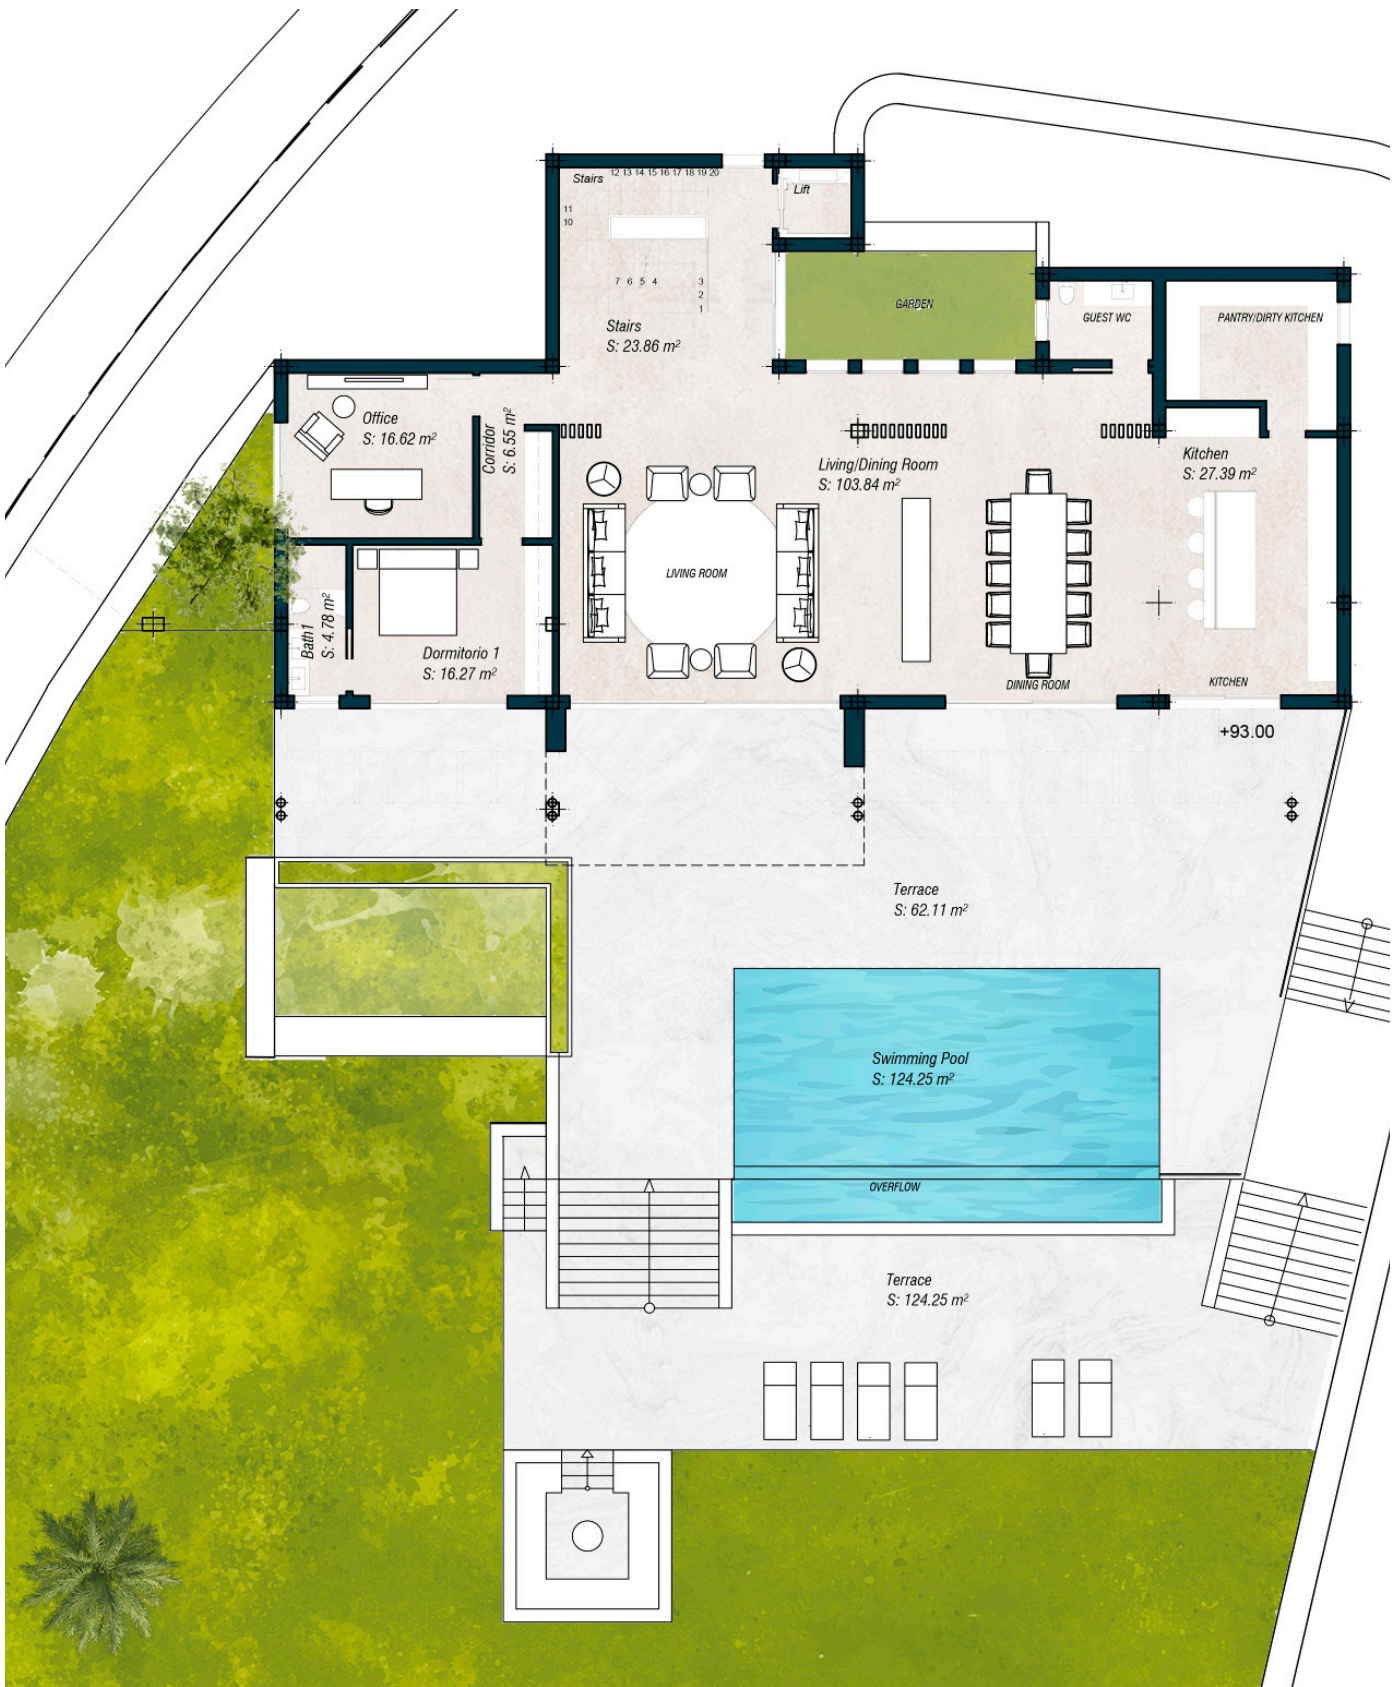 Stairs
12 13 14 15 16 17 18 19 20
Lift
11
10
7 6 5 4
3
2
1
GARDEN
GUEST WC
PANTRY/DIRTY KITCHEN
Stairs
S: 23.86 m²
Office
S: 16.62 m²
Corridor
S: 6.55 m²
Living/Dining Room
S: 103.84 m²
Kitchen
S: 27.39 m²
LIVING ROOM
Bath1
S: 4.78 m²
Dormitorio 1
S: 16.27 m²
DINING ROOM
KITCHEN
+93.00
Terrace
S: 62.11 m²
Swimming Pool
S: 124.25 m²
OVERFLOW
Terrace
S: 124.25 m²